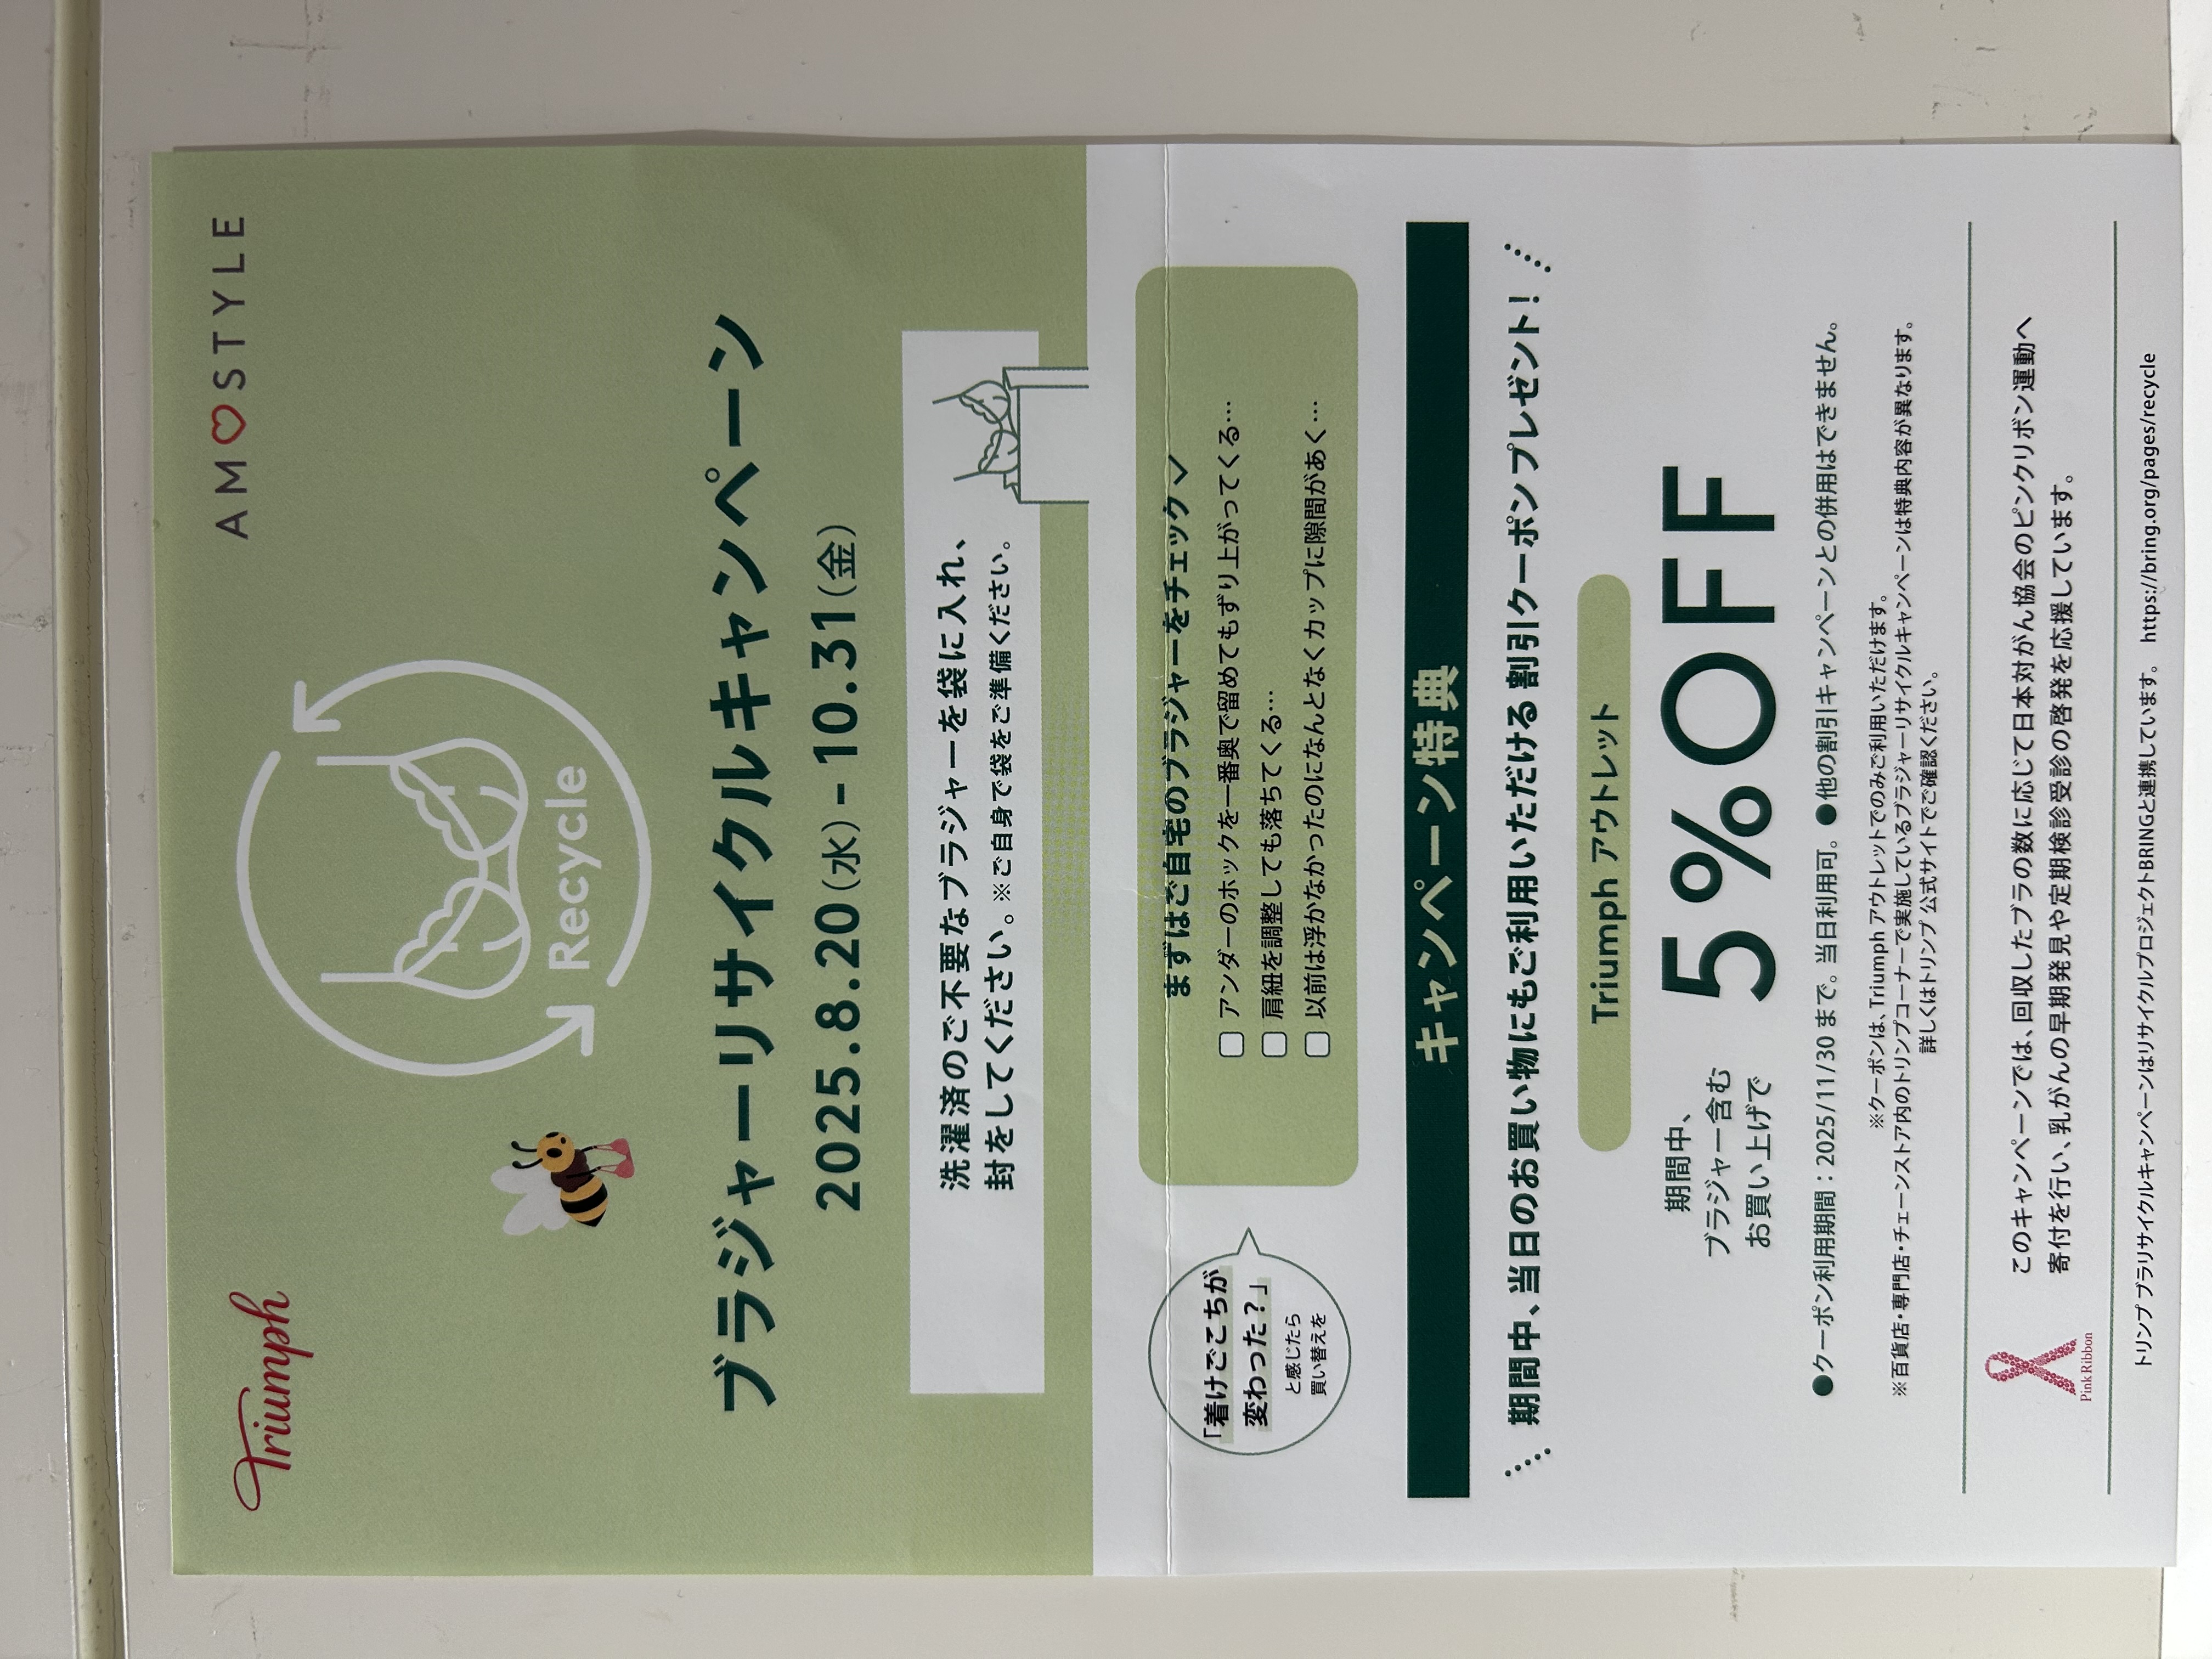 Triumph
AMOSTYLE
Recycle
ブラジャーリサイクルキャンペーン
2025.8.20(水) - 10.31(金)
洗濯済のご不要なブラジャーを袋に入れ、
封をしてください。※ご自身で袋をご準備ください。
「着けごこちが
変わった?」
と感じたら
買い替えを
まずはご自宅のブラジャーをチェック✓
アンダーのホックを一番奥で留めてもずり上がってくる…
肩紐を調整しても落ちてくる…
以前は浮かなかったのになんとなくカップに隙間があく…
キャンペーン特典
期間中、当日のお買い物にもご利用いただける 割引クーポンプレゼント!
Triumph アウトレット
期間中、
ブラジャー含む
お買い上げで
5%OFF
●クーポン利用期間:2025/11/30 まで。当日利用可。 ●他の割引キャンペーンとの併用はできません。
※クーポンは、Triumph アウトレットでのみご利用いただけます。
※百貨店・専門店・チェーンストア内のトリンプコーナーで実施しているブラジャーリサイクルキャンペーンは特典内容が異なります。
詳しくはトリンプ 公式サイトでご確認ください。
Pink Ribbon
このキャンペーンでは、回収したブラの数に応じて日本対がん協会のピンクリボン運動へ
寄付を行い、乳がんの早期発見や定期検診受診の啓発を応援しています。
トリンプ ブラリサイクルキャンペーンはリサイクルプロジェクトBRINGと連携しています。 https://bring.org/pages/recycle